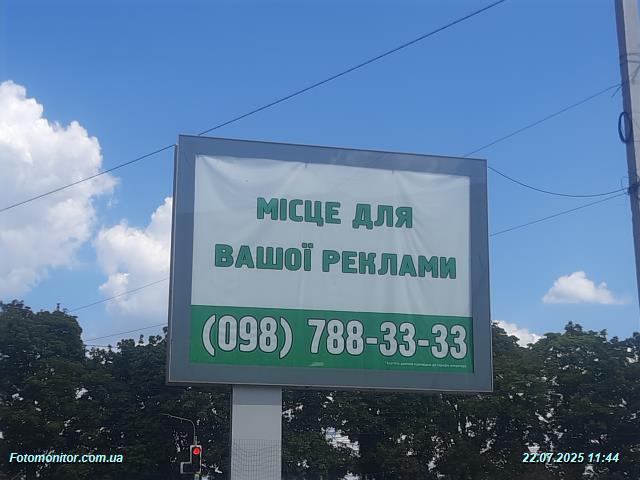 МІСЦЕ ДЛЯ
ВАШОЇ РЕКЛАМИ
(098) 788-33-33
Fotomonitor.com.ua
22.07.2025 11:44